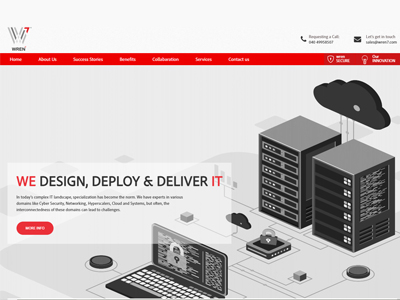 WREN
Requesting a Call:
040 49958507
Let's get in touch
sales@wren7.com
Home About Us Success Stories Benefits Collaboration Services Contact us
wren SECURE
Our INNOVATION
WE DESIGN, DEPLOY & DELIVER IT
In today's complex IT landscape, specialization has become the norm. We have experts in various
domains like Cyber Security, Networking, Hyperscalers, Cloud and Systems, but often, the
interconnectedness of these domains can lead to challenges.
MORE INFO